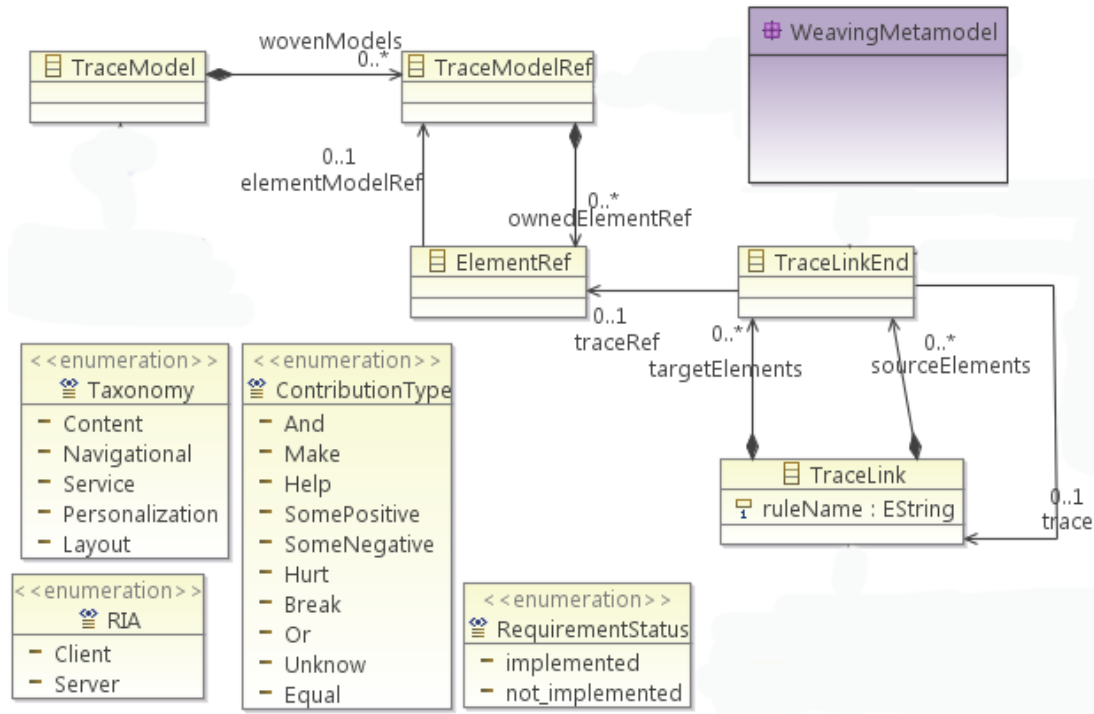 wovenModels
0..*
TraceModel
TraceModelRef
WeavingMetamodel
0..1
elementModelRef
0..*
ownedElementRef
ElementRef
TraceLinkEnd
0..1
traceRef
0..*
targetElements
0..*
sourceElements
TraceLink
1 ruleName : EString
0..1
trace
<<enumeration>>
Taxonomy
Content
Navigational
Service
Personalization
Layout
<<enumeration>>
ContributionType
And
Make
Help
SomePositive
SomeNegative
Hurt
Break
Or
Unknow
Equal
<<enumeration>>
RIA
Client
Server
<<enumeration>>
RequirementStatus
implemented
not_implemented